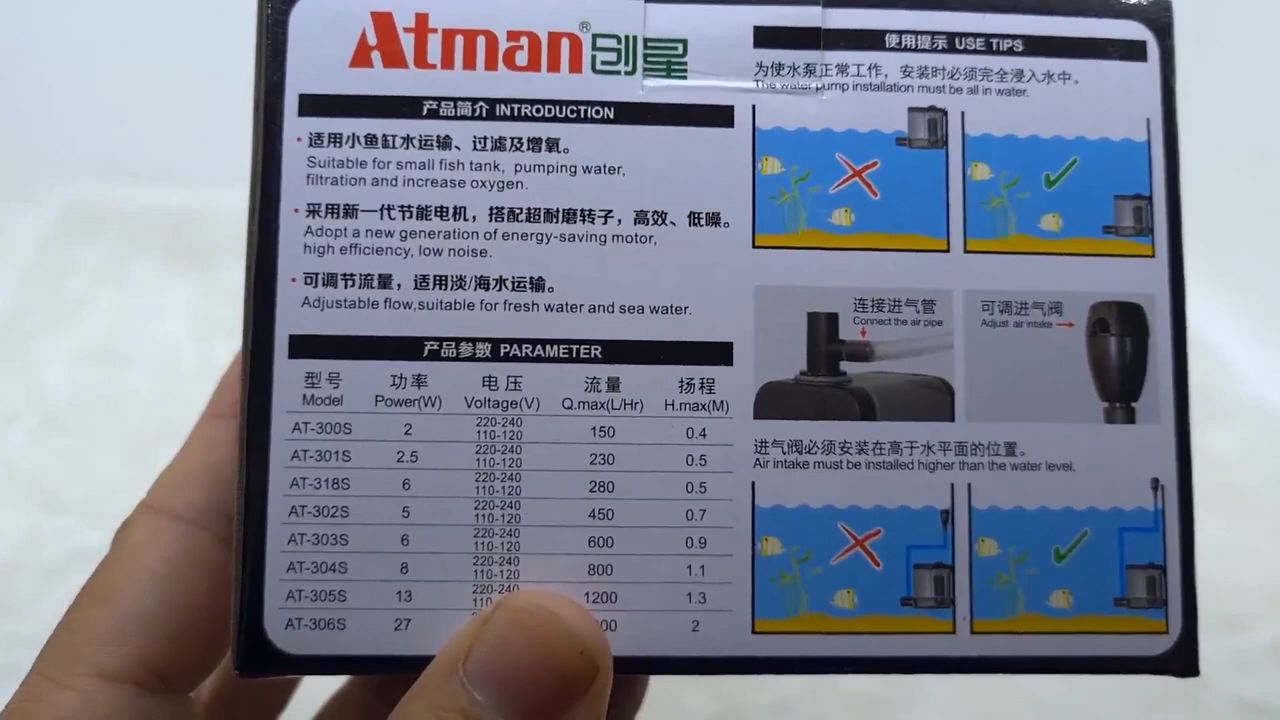 Atman®创星
产品简介 INTRODUCTION
• 适用小鱼缸水运输、过滤及增氧。
Suitable for small fish tank, pumping water,
filtration and increase oxygen.
• 采用新一代节能电机，搭配超耐磨转子，高效、低噪。
Adopt a new generation of energy-saving motor,
high efficiency, low noise.
• 可调节流量，适用淡/海水运输。
Adjustable flow,suitable for fresh water and sea water.
产品参数 PARAMETER
型号 功率 电压 流量 扬程
Model Power(W) Voltage(V) Q.max(L/Hr) H.max(M)
AT-300S 2 220-240 110-120 150 0.4
AT-301S 2.5 220-240 110-120 230 0.5
AT-318S 6 220-240 110-120 280 0.5
AT-302S 5 220-240 110-120 450 0.7
AT-303S 6 220-240 110-120 600 0.9
AT-304S 8 220-240 110-120 800 1.1
AT-305S 13 220-240 1200 1.3
AT-306S 27 2
使用提示 USE TIPS
为使水泵正常工作，安装时必须完全浸入水中。
The water pump installation must be all in water.
连接进气管
Connect the air pipe
可调进气阀
Adjust air intake
进气阀必须安装在高于水平面的位置。
Air intake must be installed higher than the water level.